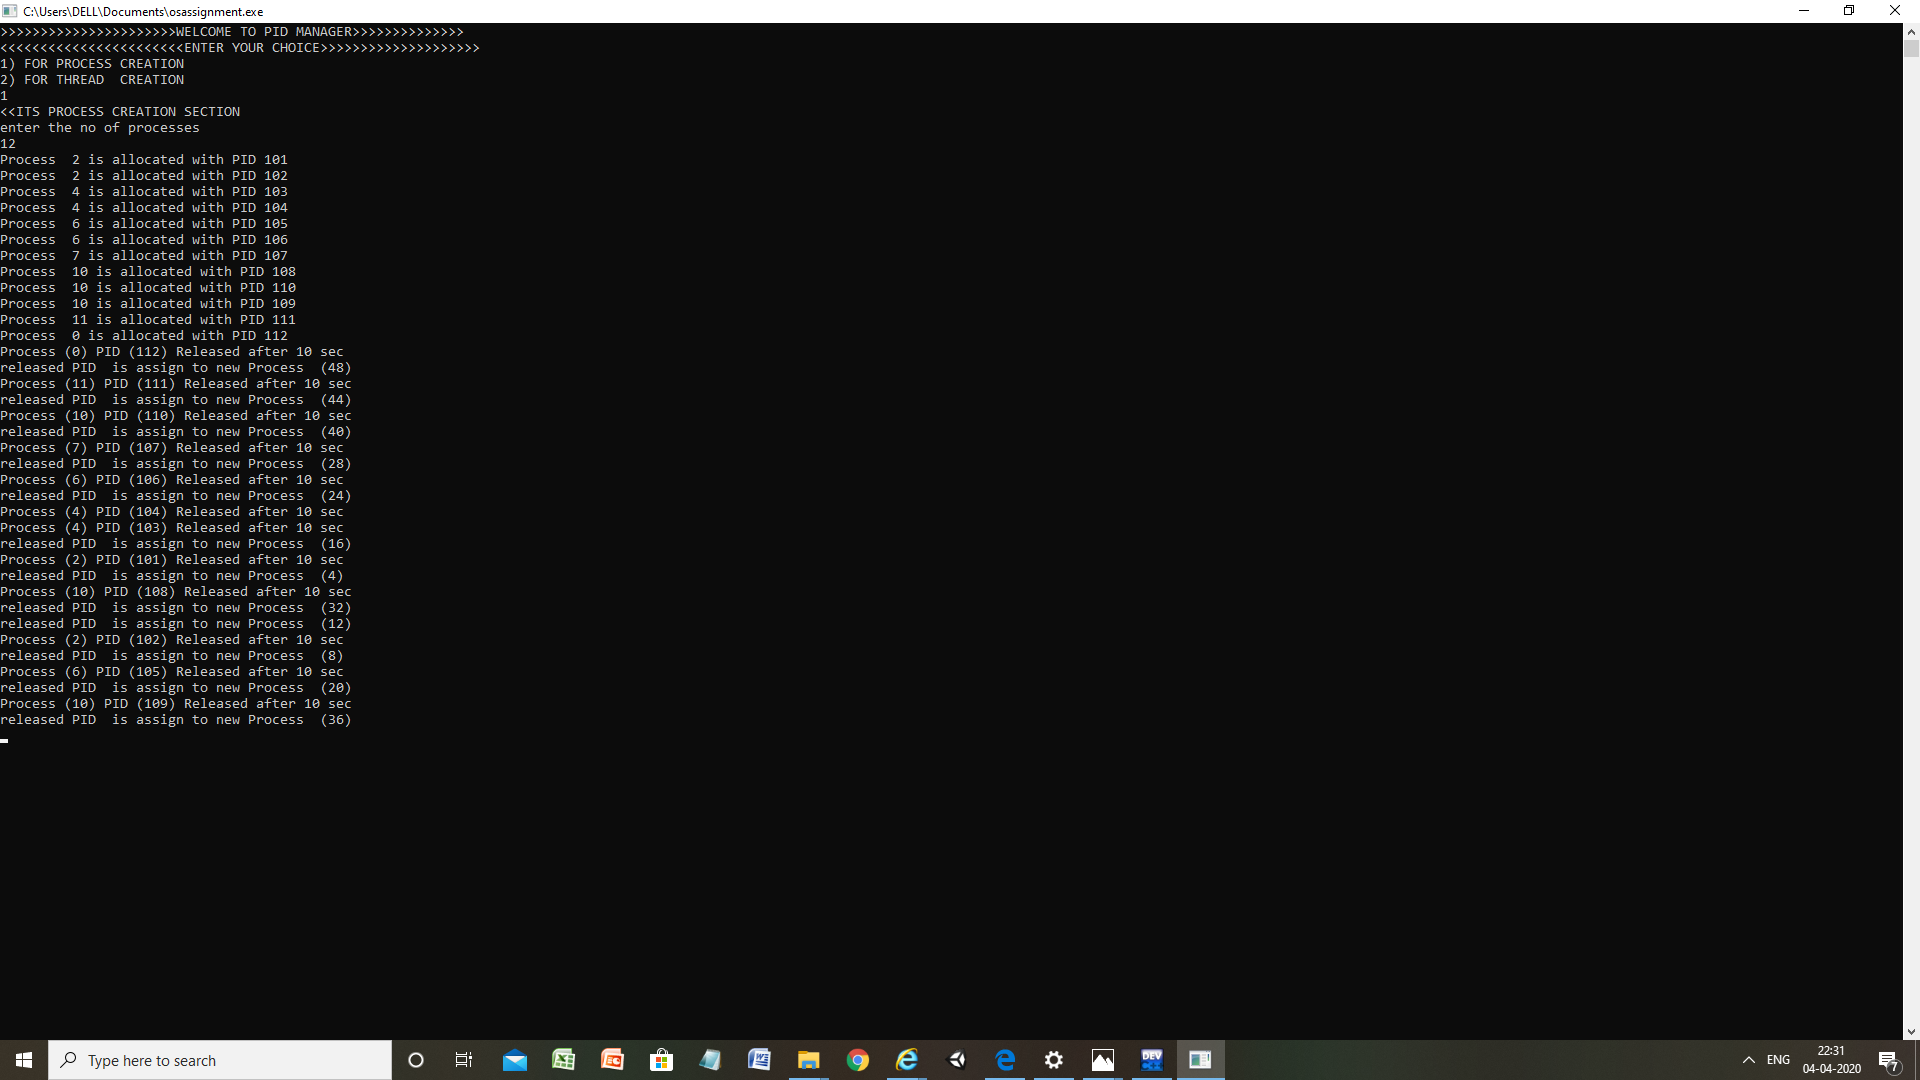 C:\Users\DELL\Documents\osassignment.exe
>>>>>>>>>>>>>>>>>>>>>>WELCOME TO PID MANAGER>>>>>>>>>>>>>>
<<<<<<<<<<<<<<<<<<<<<<<ENTER YOUR CHOICE>>>>>>>>>>>>>>>>>>>>
1) FOR PROCESS CREATION
2) FOR THREAD  CREATION
1
<<ITS PROCESS CREATION SECTION
enter the no of processes
12
Process  2 is allocated with PID 101
Process  2 is allocated with PID 102
Process  4 is allocated with PID 103
Process  4 is allocated with PID 104
Process  6 is allocated with PID 105
Process  6 is allocated with PID 106
Process  7 is allocated with PID 107
Process  10 is allocated with PID 108
Process  10 is allocated with PID 110
Process  10 is allocated with PID 109
Process  11 is allocated with PID 111
Process  0 is allocated with PID 112
Process (0) PID (112) Released after 10 sec
released PID  is assign to new Process  (48)
Process (11) PID (111) Released after 10 sec
released PID  is assign to new Process  (44)
Process (10) PID (110) Released after 10 sec
released PID  is assign to new Process  (40)
Process (7) PID (107) Released after 10 sec
released PID  is assign to new Process  (28)
Process (6) PID (106) Released after 10 sec
released PID  is assign to new Process  (24)
Process (4) PID (104) Released after 10 sec
Process (4) PID (103) Released after 10 sec
released PID  is assign to new Process  (16)
Process (2) PID (101) Released after 10 sec
released PID  is assign to new Process  (4)
Process (10) PID (108) Released after 10 sec
released PID  is assign to new Process  (32)
released PID  is assign to new Process  (12)
Process (2) PID (102) Released after 10 sec
released PID  is assign to new Process  (8)
Process (6) PID (105) Released after 10 sec
released PID  is assign to new Process  (20)
Process (10) PID (109) Released after 10 sec
released PID  is assign to new Process  (36)
Type here to search
DEV
ENG
22:31
04-04-2020
7